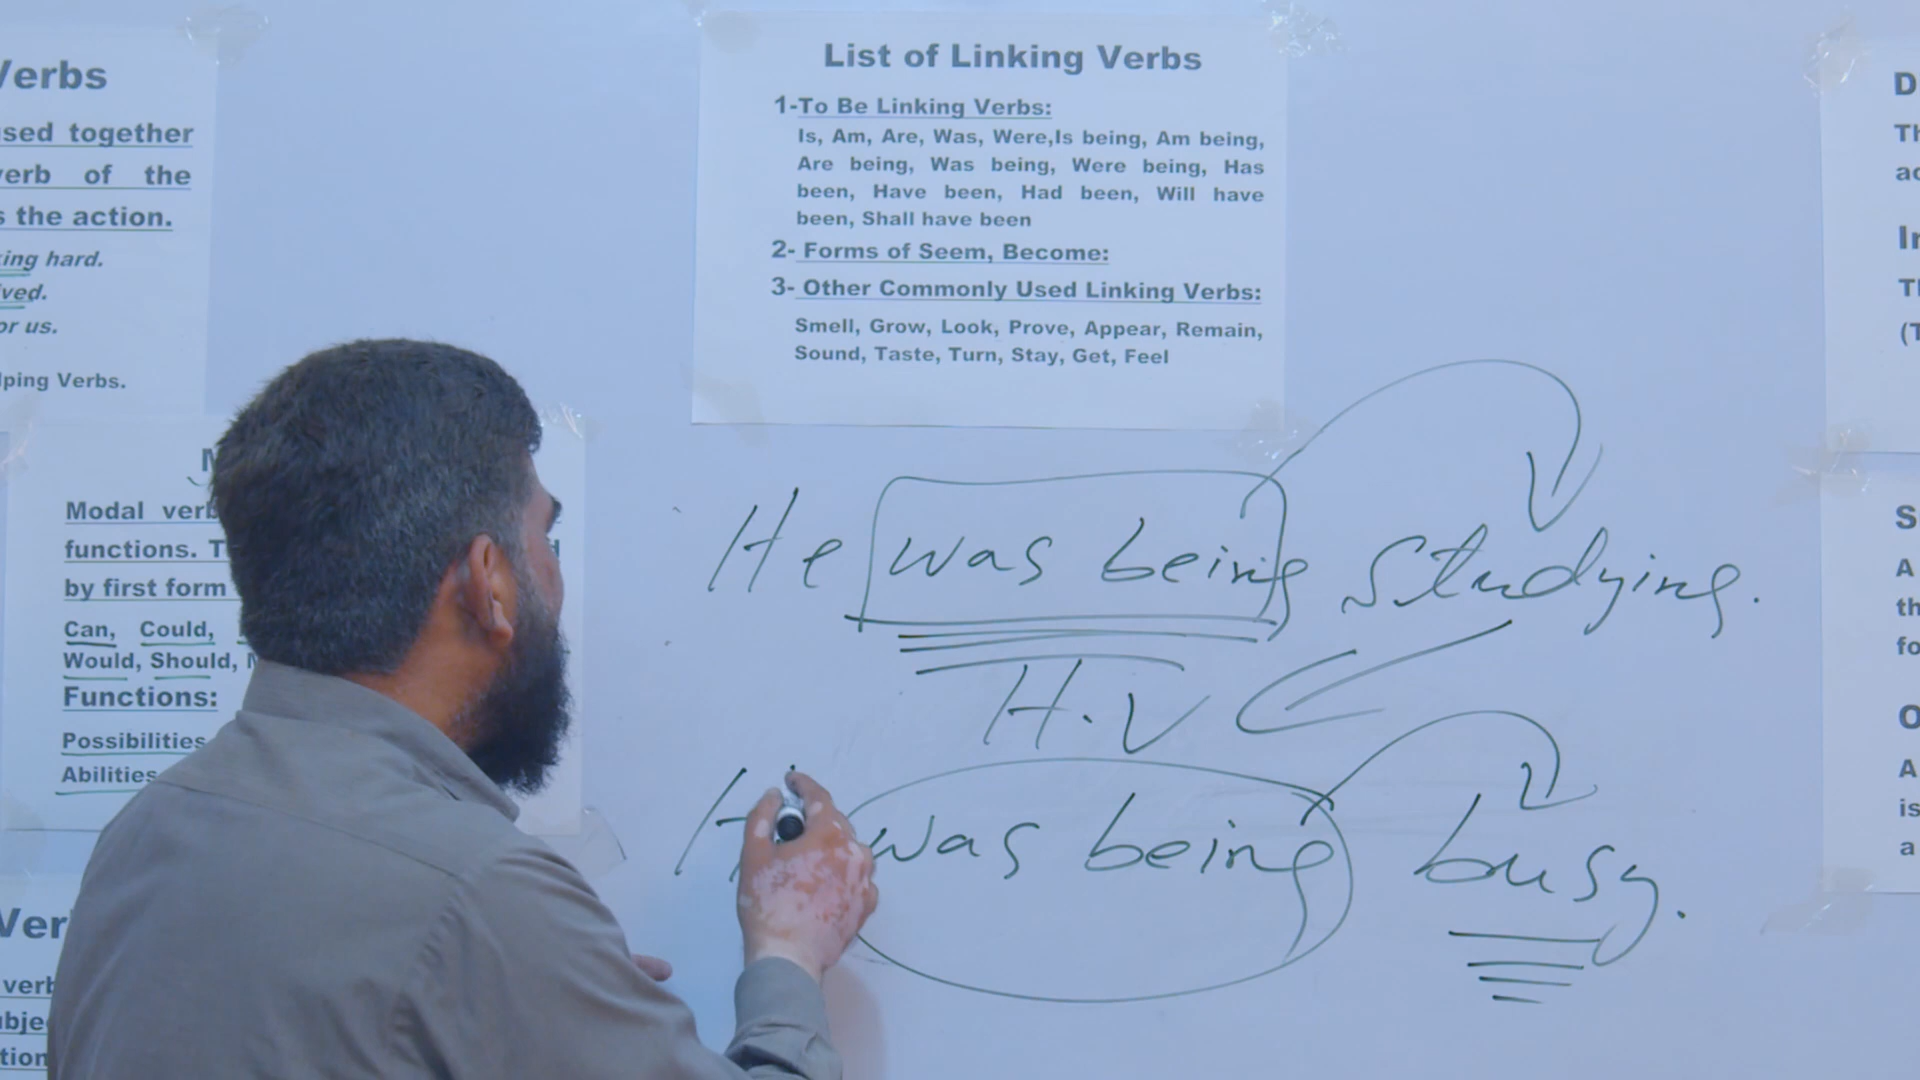 Verbs
used together
verb of the
s the action.
king hard.
ved.
or us.
lping Verbs.
List of Linking Verbs
1-To Be Linking Verbs:
Is, Am, Are, Was, Were,Is being, Am being,
Are being, Was being, Were being, Has
been, Have been, Had been, Will have
been, Shall have been
2- Forms of Seem, Become:
3- Other Commonly Used Linking Verbs:
Smell, Grow, Look, Prove, Appear, Remain,
Sound, Taste, Turn, Stay, Get, Feel
Modal verb
functions. T
by first form
Can, Could,
Would, Should,
Functions:
Possibilities
Abilities
Ver
verb
ubje
tion
He was being studying.
H.V
was being busy.
D
Th
ac
In
Th
(T
S
A
th
fo
O
A
is
a